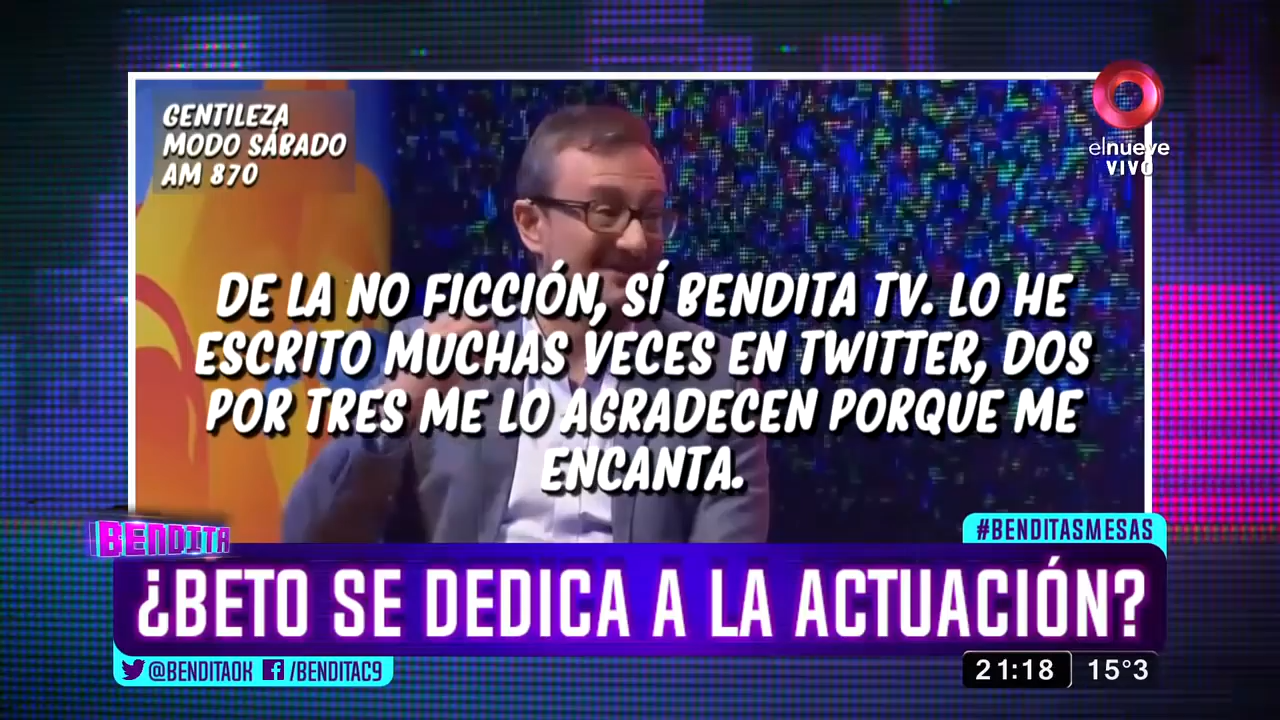 GENTILEZA
MODO SÁBADO
AM 870
elnueve
VIVO
DE LA NO FICCIÓN, SÍ BENDITA TV. LO HE
ESCRITO MUCHAS VECES EN TWITTER, DOS
POR TRES ME LO AGRADECEN PORQUE ME
ENCANTA.
BENDITA
#BENDITASMESAS
¿BETO SE DEDICA A LA ACTUACIÓN?
@BENDITAOK /BENDITAC9
21:18 15°3